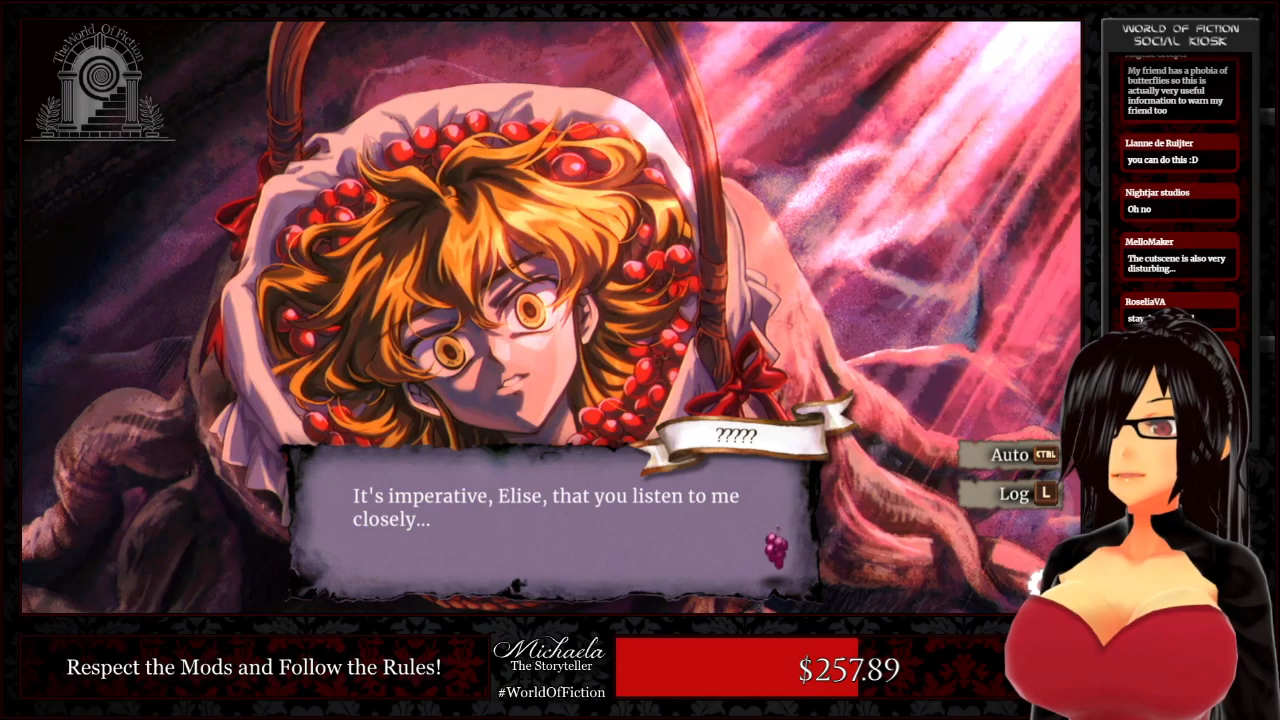 The World Of Fiction
WORLD OF FICTION
SOCIAL KIOSK
My friend has a phobia of
butterflies so this is
actually very useful
information to warn my
friend too
Lianne de Ruijter
you can do this :D
Nightjar studios
Oh no
MelloMaker
The cutscene is also very
disturbing...
RoseliaVA
?????
It's imperative, Elise, that you listen to me
closely...
Auto CTRL
Log L
Respect the Mods and Follow the Rules!
Michaela
The Storyteller
#WorldOfFiction
$257.89